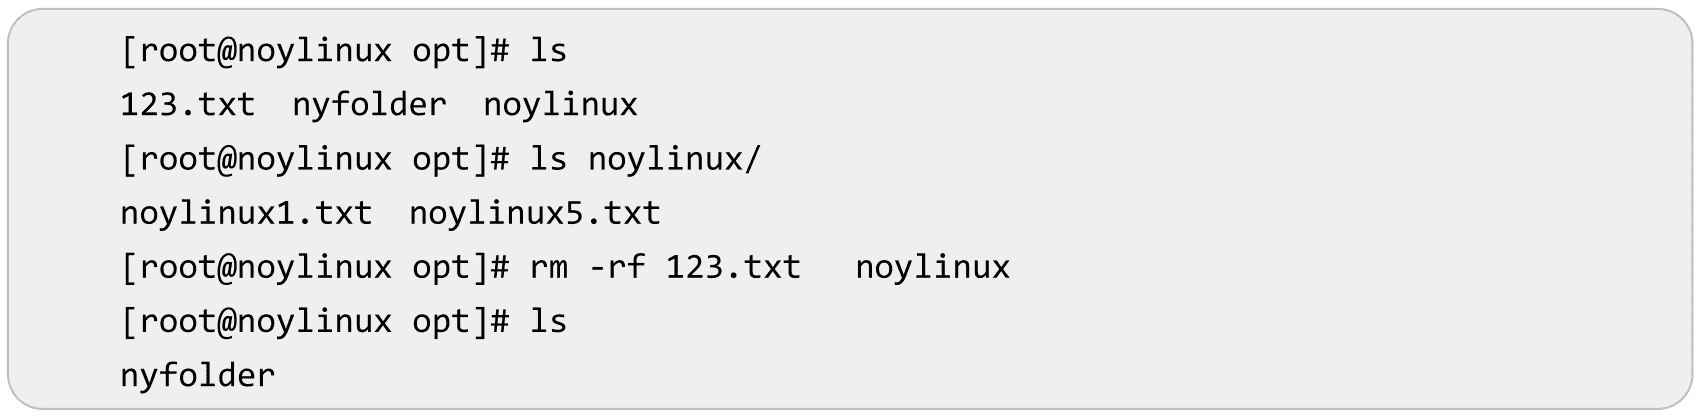 [root@noylinux opt]# ls
123.txt  nyfolder  noylinux
[root@noylinux opt]# ls noylinux/
noylinux1.txt  noylinux5.txt
[root@noylinux opt]# rm -rf 123.txt   noylinux
[root@noylinux opt]# ls
nyfolder